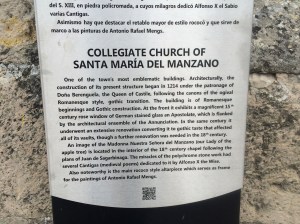 del S. XIII, en piedra policromada, a cuyos milagros dedicó Alfonso X el Sabio
varias Cantigas.
Asimismo hay que destacar el retablo mayor de estilo rococó y que sirve de
marco a las pinturas de Antonio Rafael Mengs.
COLLEGIATE CHURCH OF
SANTA MARÍA DEL MANZANO
One of the town's most emblematic buildings. Architecturally, the
construction of its present structure began in 1214 under the patronage of
Doña Berenguela, the Queen of Castile, following the canons of the ogival
Romanesque style, gothic transition. The building is of Romanesque
beginnings and Gothic construction. At the front it exhibits a magnificent 15th
century rose window of German stained glass on Apostolate, which is flanked
by the architectural ensemble of the Annunciation. In the same century it
underwent an extensive renovation converting it to gothic tracts that affected
all of its walls, though a further renovation was needed in the 18th century.
An image of the Madonna Nuestra Señora del Manzano (our Lady of the
apple tree) is located in the interior of the 18th century chapel following the
plans of Juan de Sagarbinaga. The miracles of the polychrome stone work had
several Cantigas (medieval poems) dedicated to it by Alfonso X the Wise.
Also noteworthy is the main rococo style altarpiece which serves as frame
for the paintings of Antonio Rafael Mengs.